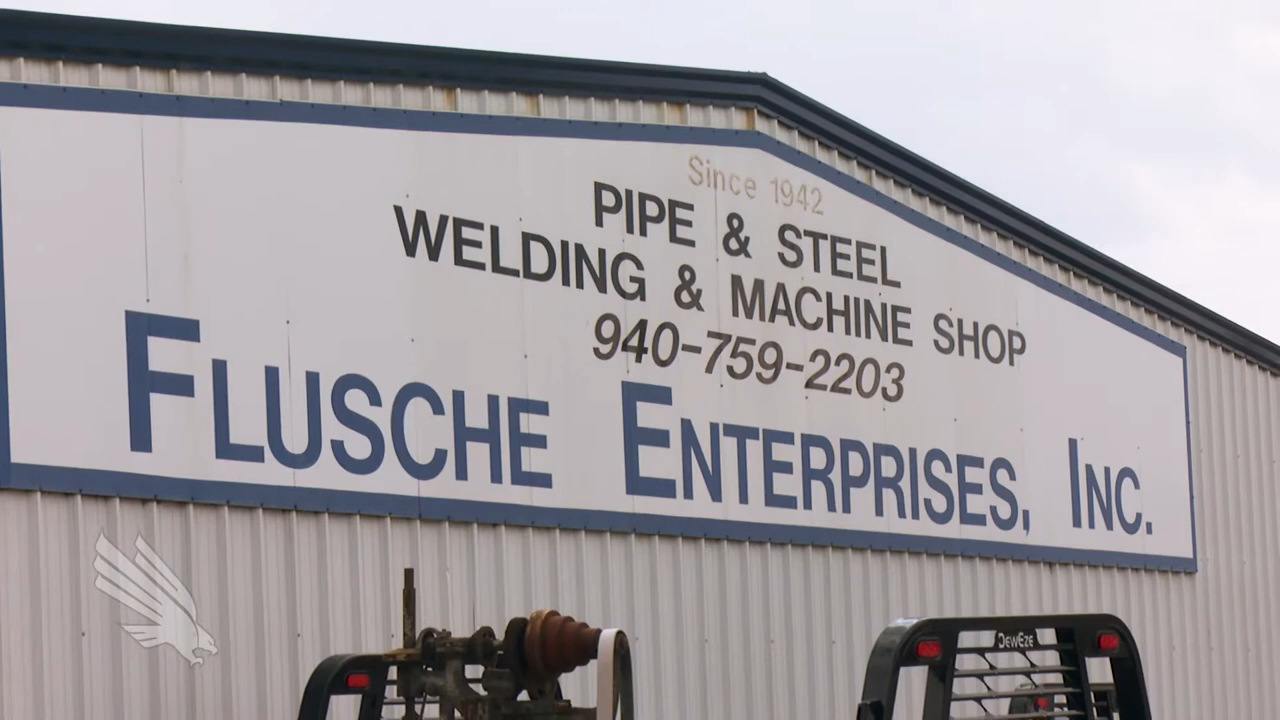 Since 1942
PIPE & STEEL
WELDING & MACHINE SHOP
940-759-2203
FLUSCHE ENTERPRISES, INC.
DEWEZE